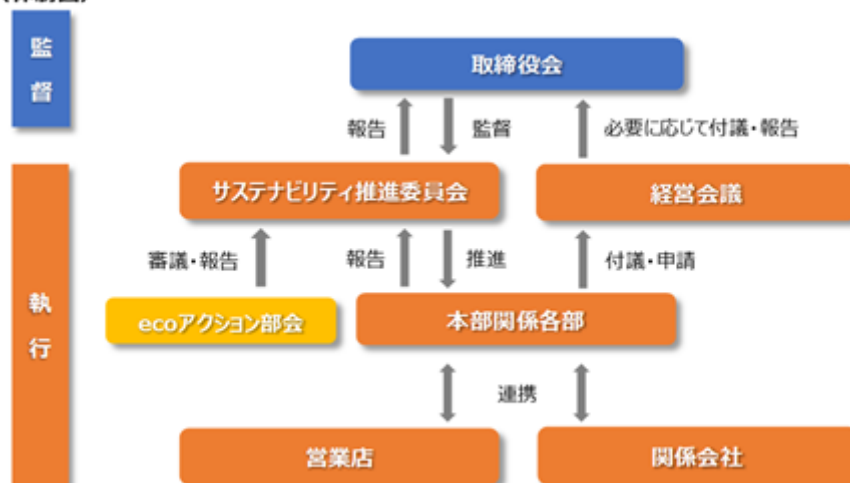 監督
取締役会
報告
監督
必要に応じて付議・報告
サステナビリティ推進委員会
経営会議
審議・報告
報告
推進
付議・申請
執行
ecoアクション部会
本部関係各部
連携
営業店
関係会社